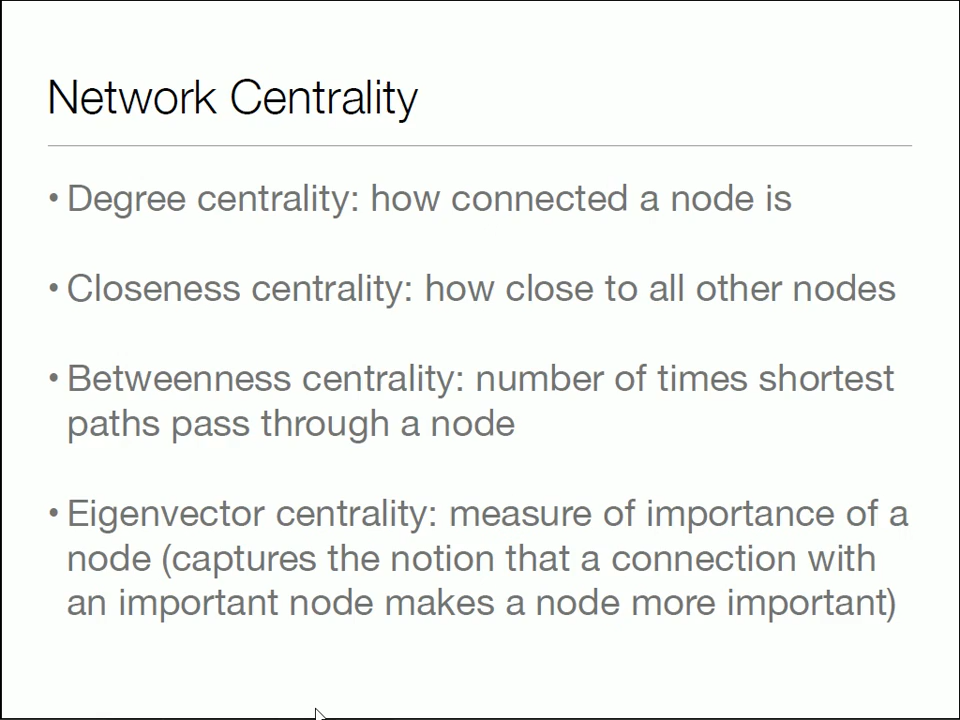 Network Centrality
• Degree centrality: how connected a node is
• Closeness centrality: how close to all other nodes
• Betweenness centrality: number of times shortest
paths pass through a node
• Eigenvector centrality: measure of importance of a
node (captures the notion that a connection with
an important node makes a node more important)